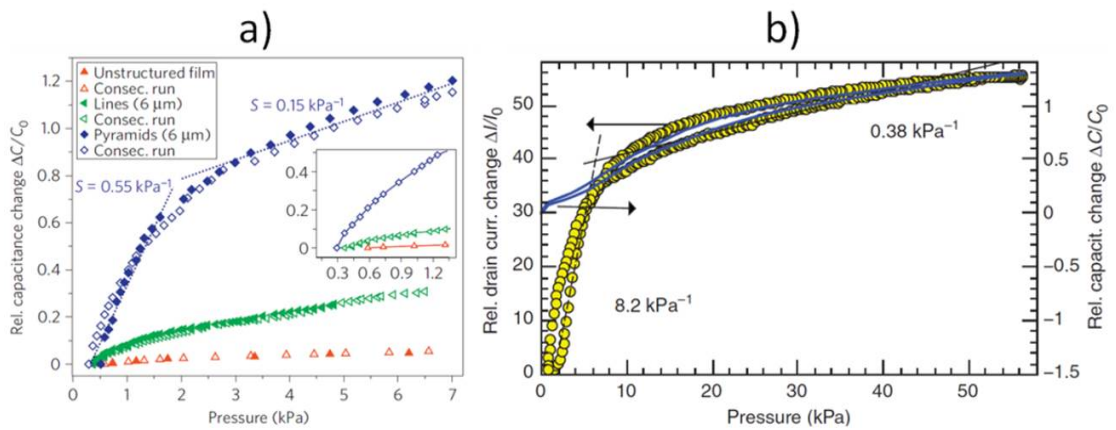 a)
Rel. capacitance change ΔC/C₀
1.2
1.0
0.8
0.6
0.4
0.2
0
Unstructured film
Consec. run
Lines (6 μm)
Consec. run
Pyramids (6 μm)
Consec. run
S = 0.15 kPa⁻¹
S = 0.55 kPa⁻¹
0.4
0.2
0
0.3 0.6 0.9 1.2
0 1 2 3 4 5 6 7
Pressure (kPa)
b)
Rel. drain curr. change ΔI/I₀
50
40
30
20
10
0
0.38 kPa⁻¹
8.2 kPa⁻¹
1
0.5
0
−0.5
−1
−1.5
Rel. capacit. change ΔC/C₀
0 10 20 30 40 50
Pressure (kPa)